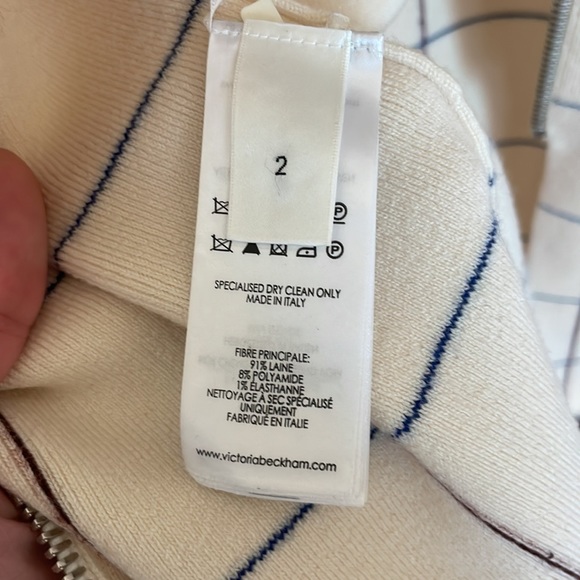 2
P
P
SPECIALISED DRY CLEAN ONLY
MADE IN ITALY
FIBRE PRINCIPALE:
91% LAINE
8% POLYAMIDE
1% ÉLASTHANNE
NETTOYAGE À SEC SPÉCIALISÉ
UNIQUEMENT
FABRIQUÉ EN ITALIE
www.victoriabeckham.com